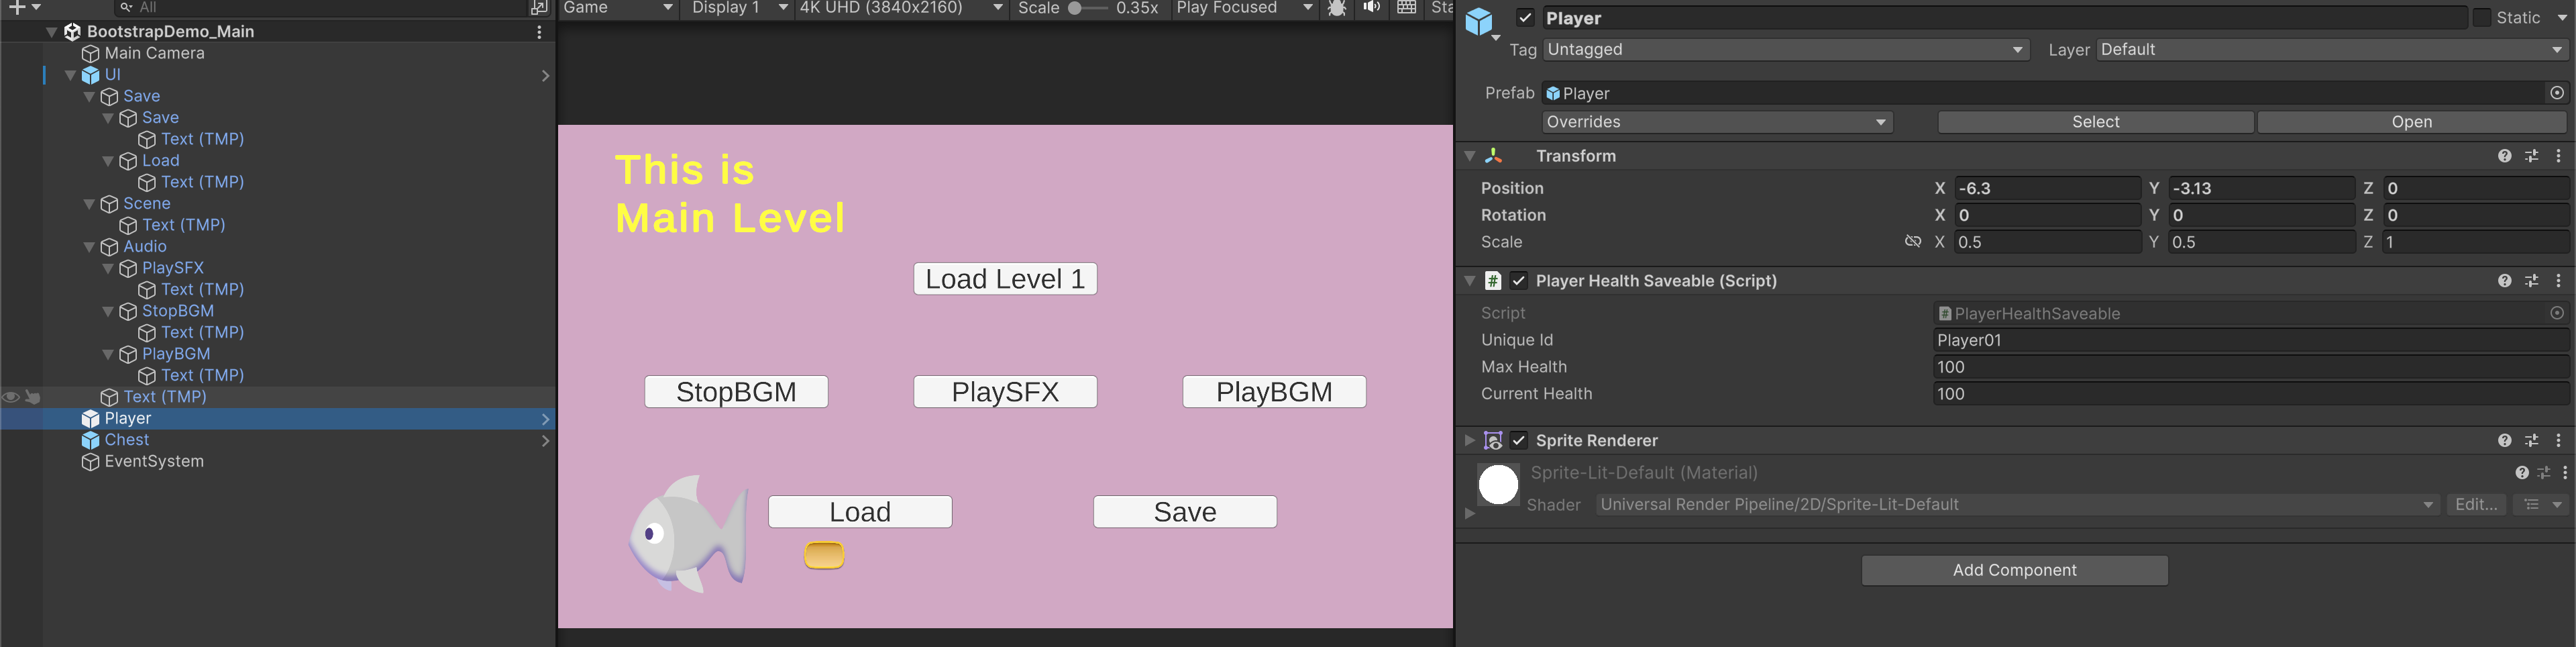 All
BootstrapDemo_Main
Main Camera
UI
Save
Save
Text (TMP)
Load
Text (TMP)
Scene
Text (TMP)
Audio
PlaySFX
Text (TMP)
StopBGM
Text (TMP)
PlayBGM
Text (TMP)
Text (TMP)
Player
Chest
EventSystem
Game Display 1 4K UHD (3840x2160) Scale 0.35x Play Focused
This is
Main Level
Load Level 1
StopBGM PlaySFX PlayBGM
Load Save
Player Static
Tag Untagged Layer Default
Prefab Player
Overrides Select Open
Transform
Position X -6.3 Y -3.13 Z 0
Rotation X 0 Y 0 Z 0
Scale X 0.5 Y 0.5 Z 1
# Player Health Saveable (Script)
Script # PlayerHealthSaveable
Unique Id Player01
Max Health 100
Current Health 100
Sprite Renderer
Sprite-Lit-Default (Material)
Shader Universal Render Pipeline/2D/Sprite-Lit-Default Edit...
Add Component